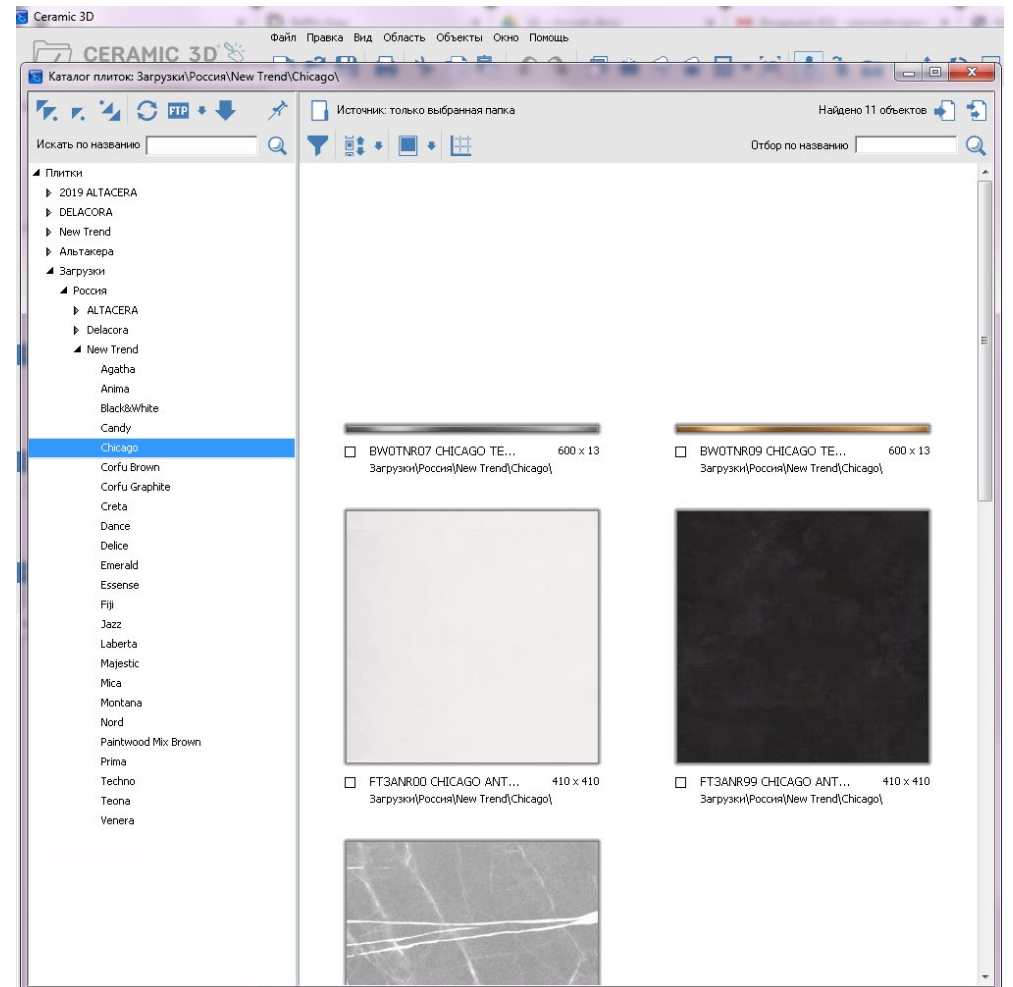 Ceramic 3D
CERAMIC 3D
Файл Правка Вид Область Объекты Окно Помощь
Каталог плиток: Загрузки\Россия\New Trend\Chicago\
FTP
Источник: только выбранная папка
Найдено 11 объектов
Искать по названию
Отбор по названию
Плитки
2019 ALTACERA
DELACORA
New Trend
Альтакера
Загрузки
Россия
ALTACERA
Delacora
New Trend
Agatha
Anima
Black&White
Candy
Chicago
Corfu Brown
Corfu Graphite
Creta
Dance
Delice
Emerald
Essense
Fiji
Jazz
Laberta
Majestic
Mica
Montana
Nord
Paintwood Mix Brown
Prima
Techno
Teona
Venera
BW0TNR07 CHICAGO TE... 600 x 13
Загрузки\Россия\New Trend\Chicago\
BW0TNR09 CHICAGO TE... 600 x 13
Загрузки\Россия\New Trend\Chicago\
FT3ANR00 CHICAGO ANT... 410 x 410
Загрузки\Россия\New Trend\Chicago\
FT3ANR99 CHICAGO ANT... 410 x 410
Загрузки\Россия\New Trend\Chicago\